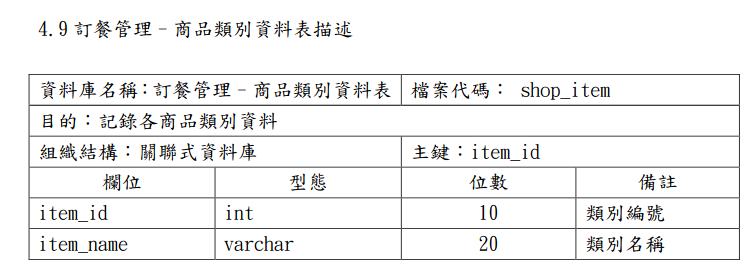 4.9 訂餐管理–商品類別資料表描述
資料庫名稱：訂餐管理–商品類別資料表 檔案代碼： shop_item
目的：記錄各商品類別資料
組織結構：關聯式資料庫 主鍵：item_id
欄位 型態 位數 備註
item_id int 10 類別編號
item_name varchar 20 類別名稱